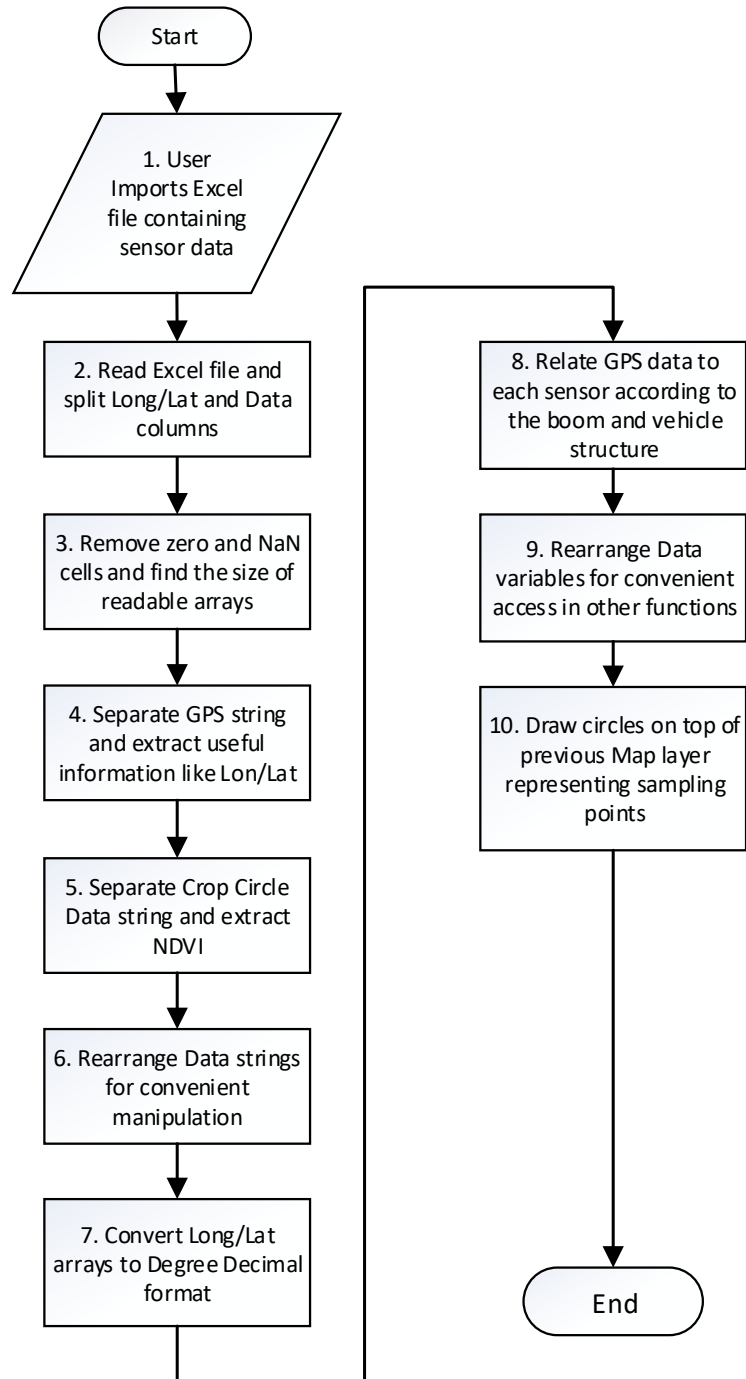 Start
1. User
Imports Excel
file containing
sensor data
2. Read Excel file and
split Long/Lat and Data
columns
3. Remove zero and NaN
cells and find the size of
readable arrays
4. Separate GPS string
and extract useful
information like Lon/Lat
5. Separate Crop Circle
Data string and extract
NDVI
6. Rearrange Data strings
for convenient
manipulation
7. Convert Long/Lat
arrays to Degree Decimal
format
8. Relate GPS data to
each sensor according to
the boom and vehicle
structure
9. Rearrange Data
variables for convenient
access in other functions
10. Draw circles on top of
previous Map layer
representing sampling
points
End